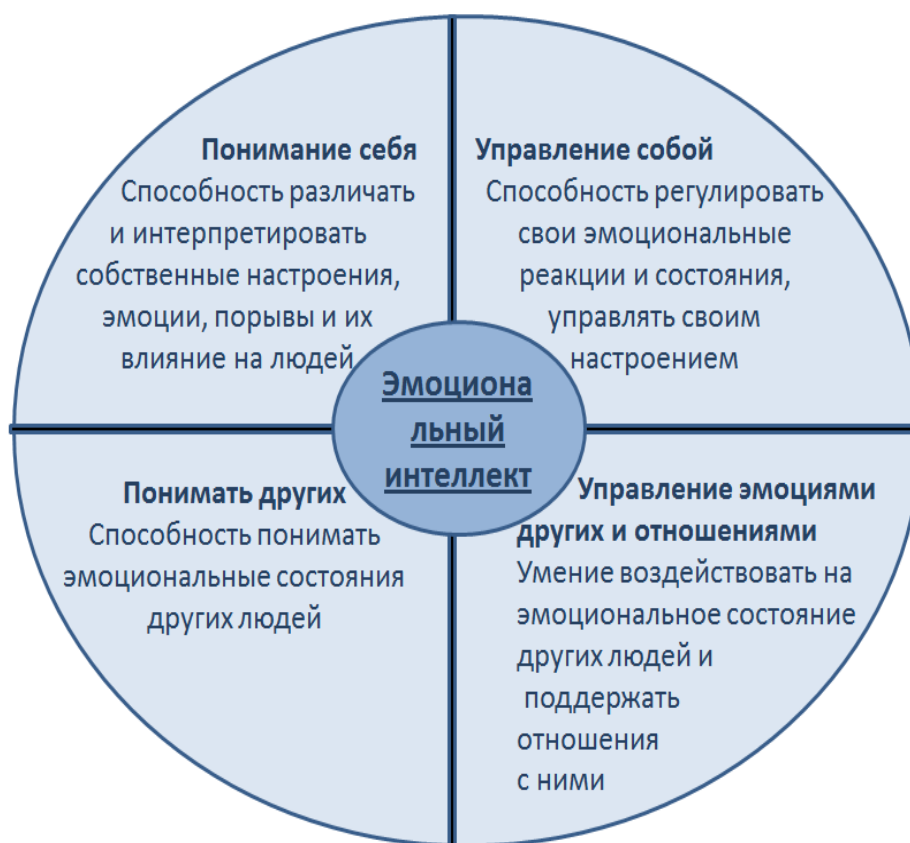 Понимание себя
Способность различать
и интерпретировать
собственные настроения,
эмоции, порывы и их
влияние на людей
Управление собой
Способность регулировать
свои эмоциональные
реакции и состояния,
управлять своим
настроением
Эмоциона
льный
интеллект
Понимать других
Способность понимать
эмоциональные состояния
других людей
Управление эмоциями
других и отношениями
Умение воздействовать на
эмоциональное состояние
других людей и
поддержать
отношения
с ними